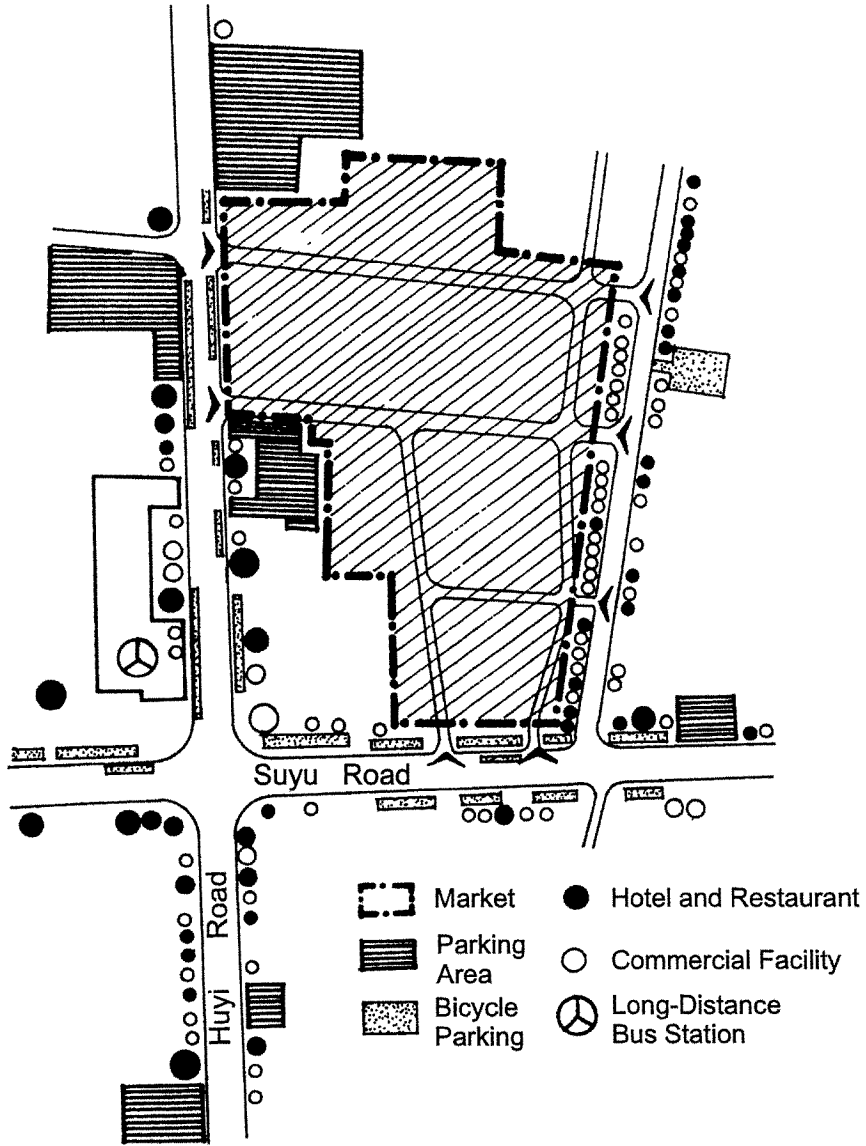 Suyu Road
Huyi Road
Market
Hotel and Restaurant
Parking
Area
Commercial Facility
Bicycle
Parking
Long-Distance
Bus Station